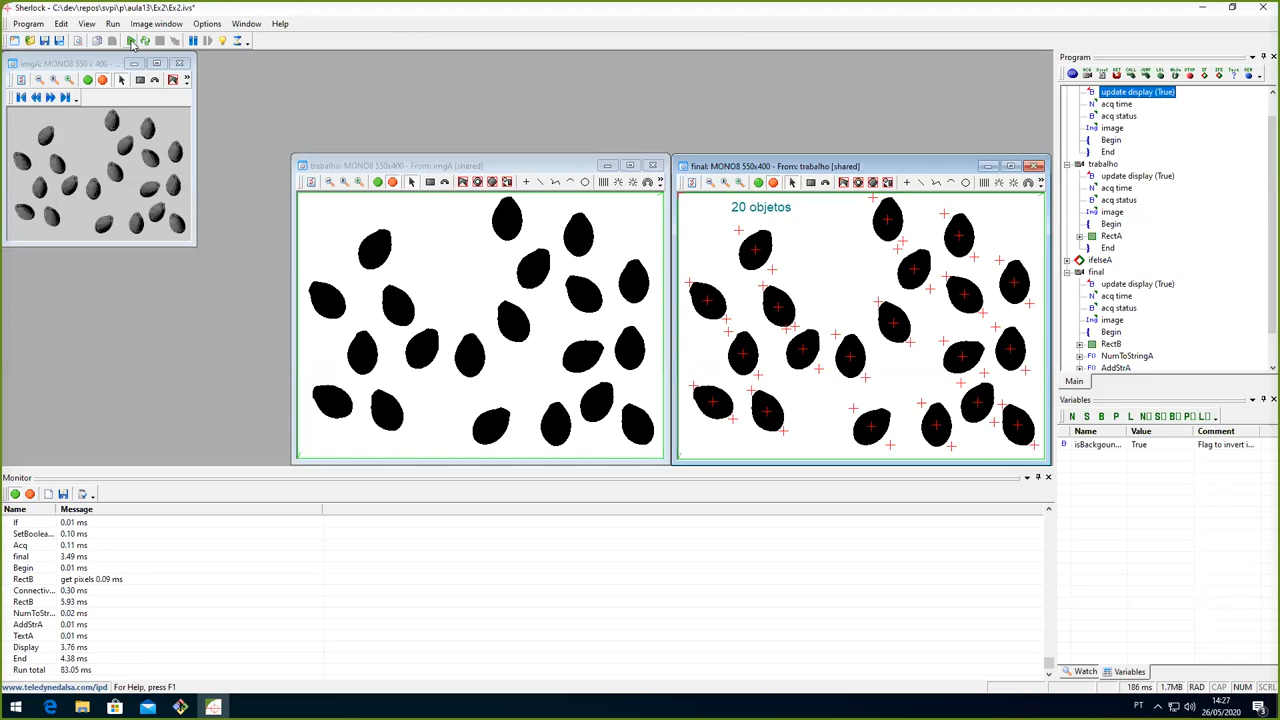 Sherlock - C:\dev\repos\svpi\p\aula13\Ex2\Ex2.ivs*
Program Edit View Run Image window Options Window Help
imgA: MONO8 550 x 400 - ...
trabalho: MONO8 550x400 - From: imgA [shared]
final: MONO8 550x400 - From: trabalho [shared]
20 objetos
Program
update display (True)
acq time
acq status
image
Begin
End
trabalho
update display (True)
acq time
acq status
image
Begin
RectA
End
ifelseA
final
update display (True)
acq time
acq status
image
Begin
RectB
NumToStringA
AddStrA
Main
Variables
Name Value Comment
isBackgoun... True Flag to invert i...
Watch Variables
Monitor
Name Message
If 0.01 ms
SetBoolea... 0.10 ms
Acq 0.11 ms
final 3.49 ms
Begin 0.01 ms
RectB get pixels 0.09 ms
Connectiv... 0.30 ms
RectB 5.93 ms
NumToStr... 0.02 ms
AddStrA 0.01 ms
TextA 0.01 ms
Display 3.76 ms
End 4.38 ms
Run total 83.05 ms
www.teledynedalsa.com/ipd For Help, press F1
186 ms 1.7MB RAD CAP NUM SCRL
PT 14:27
26/05/2020